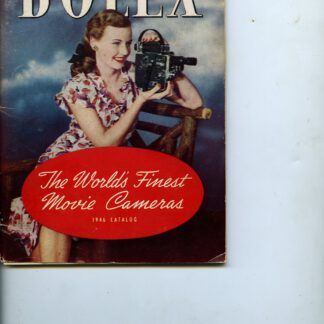 BOLEX
The World's Finest
Movie Cameras
1946 CATALOG